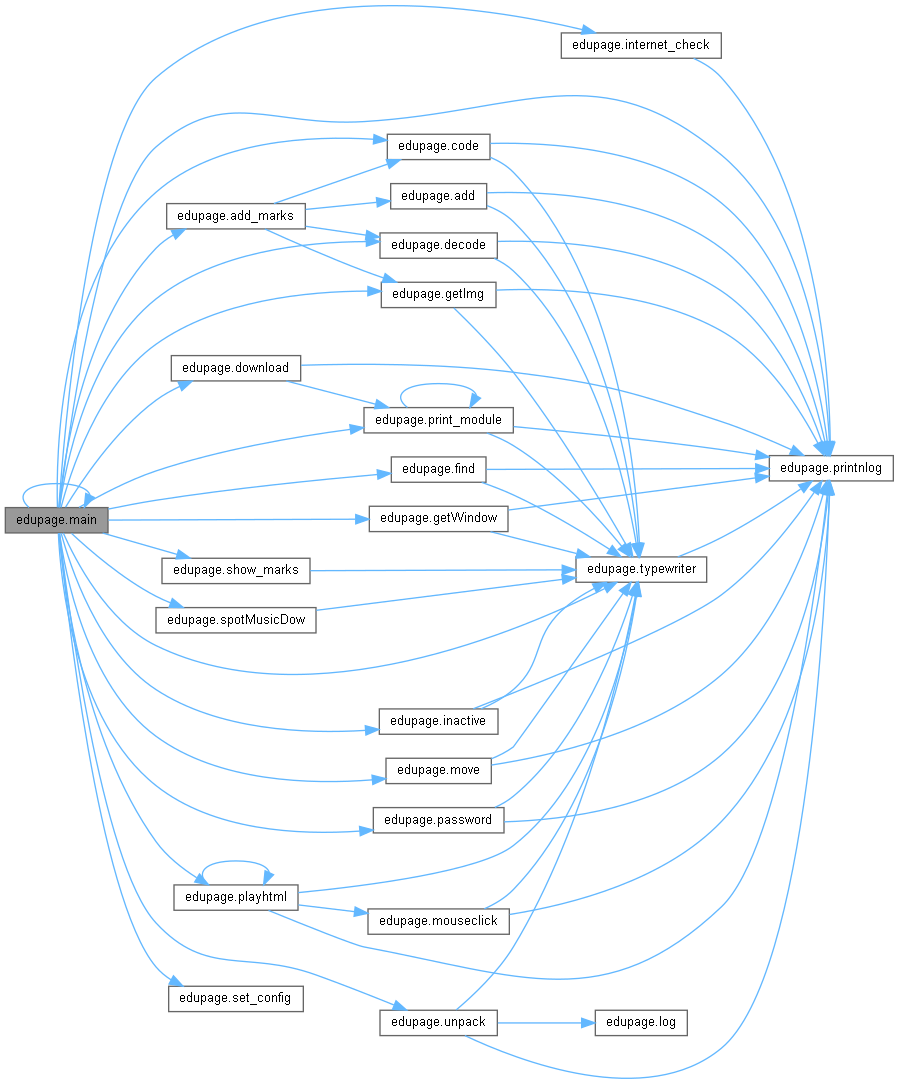 edupage.internet_check
edupage.code
edupage.add
edupage.add_marks
edupage.decode
edupage.getImg
edupage.download
edupage.print_module
edupage.find
edupage.printnlog
edupage.main
edupage.getWindow
edupage.show_marks
edupage.typewriter
edupage.spotMusicDow
edupage.inactive
edupage.move
edupage.password
edupage.playhtml
edupage.mouseclick
edupage.set_config
edupage.unpack
edupage.log